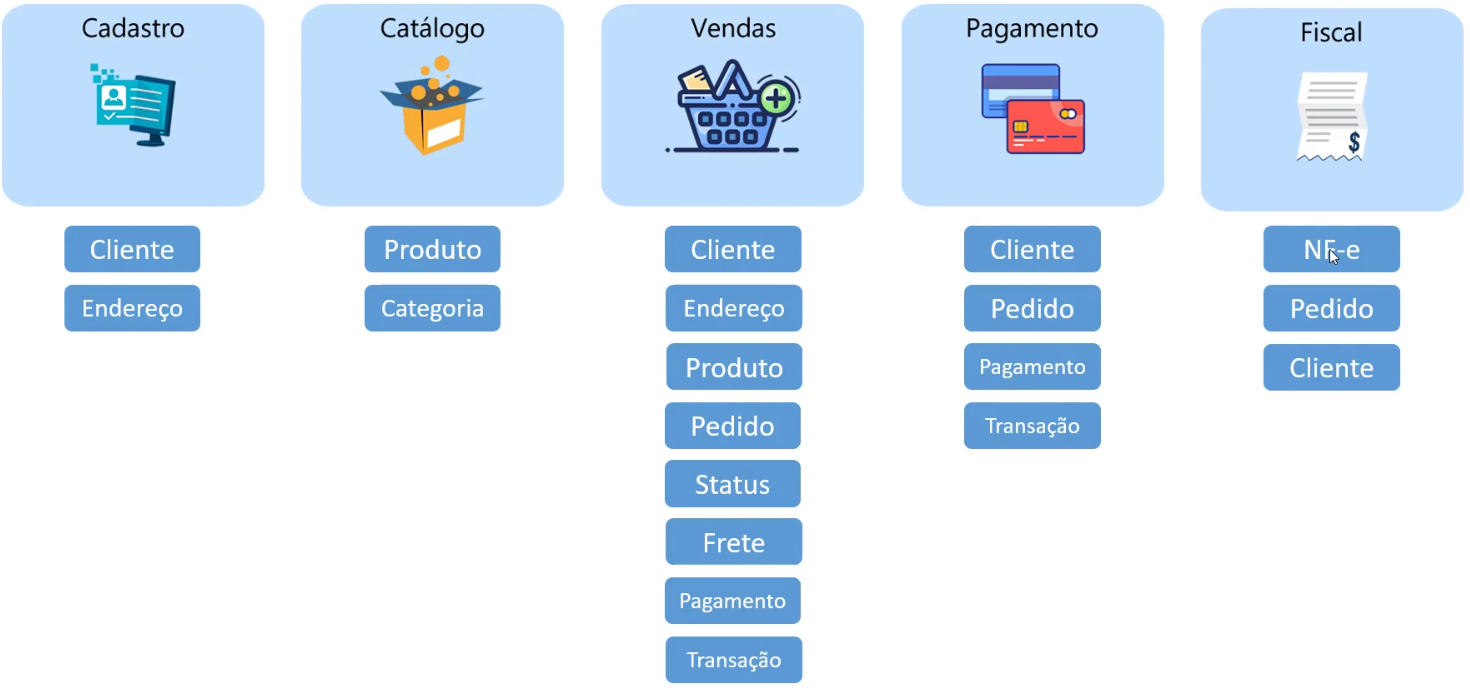 Cadastro
Catálogo
Vendas
Pagamento
Fiscal
$
Cliente
Endereço
Produto
Categoria
Cliente
Endereço
Produto
Pedido
Status
Frete
Pagamento
Transação
Cliente
Pedido
Pagamento
Transação
NF-e
Pedido
Cliente